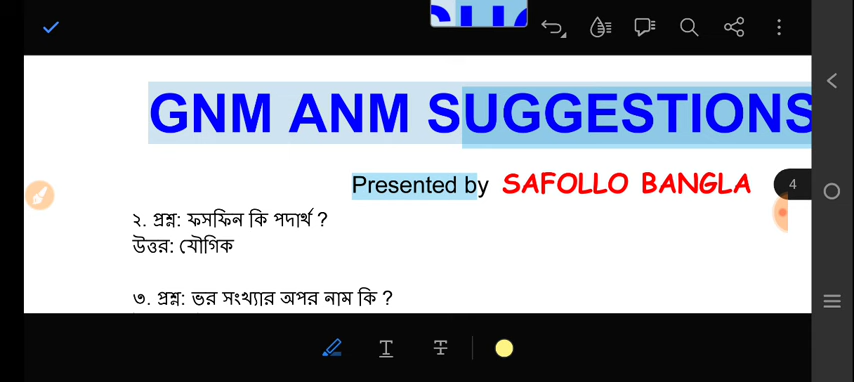 GNM ANM SUGGESTIONS
Presented by SAFOLLO BANGLA
4
২. প্রশ্ন: ফসফিন কি পদার্থ ?
উত্তর: যৌগিক
৩. প্রশ্ন: ভর সংখ্যার অপর নাম কি ?